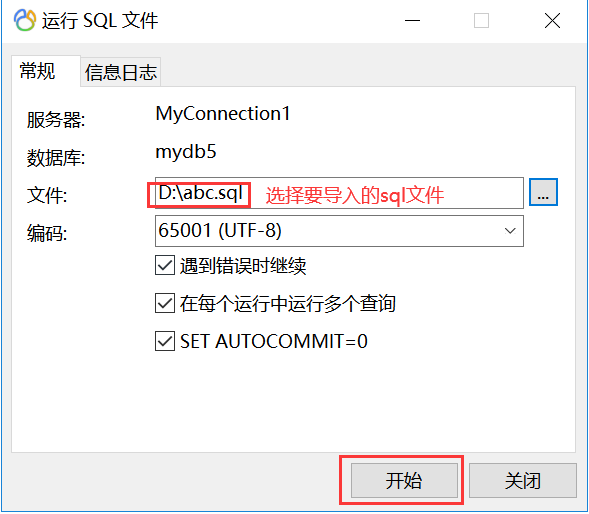 运行 SQL 文件
常规 信息日志
服务器: MyConnection1
数据库: mydb5
文件: D:\abc.sql 选择要导入的sql文件 ...
编码: 65001 (UTF-8)
遇到错误时继续
在每个运行中运行多个查询
SET AUTOCOMMIT=0
开始 关闭